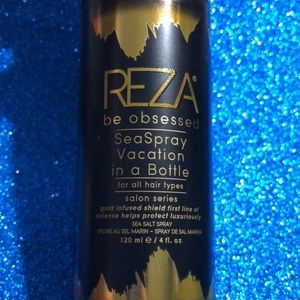 REZA®
be obsessed
SeaSpray
Vacation
in a Bottle
for all hair types
salon series
gold infused shield first line of
defense helps protect luxuriously
SEA SALT SPRAY
BRUME AU SEL MARIN - SPRAY DE SAL MARINA
120 ml e / 4 fl. oz.